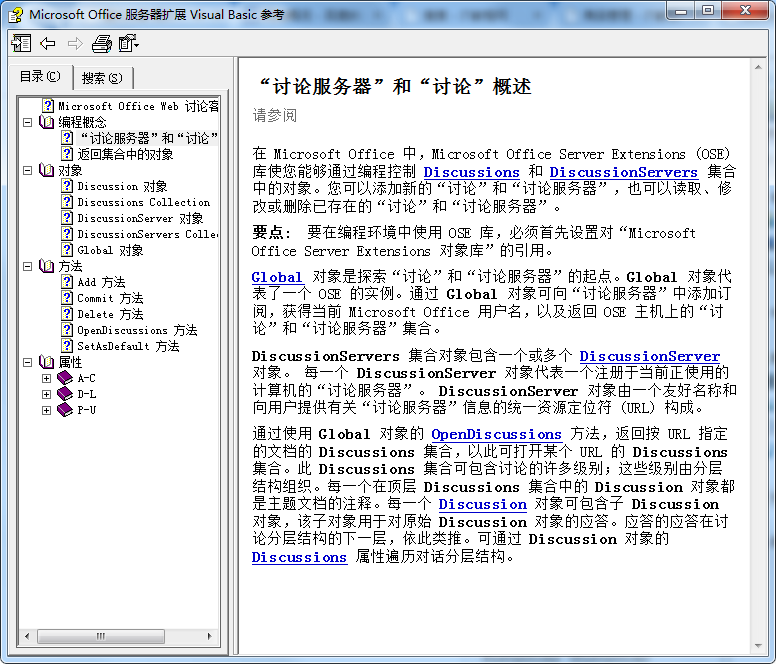 Microsoft Office 服务器扩展 Visual Basic 参考
目录(C)
搜索(S)
Microsoft Office Web 讨论客
编程概念
“讨论服务器”和“讨论”
返回集合中的对象
对象
Discussion 对象
Discussions Collection
DiscussionServer 对象
DiscussionServers Colle
Global 对象
方法
Add 方法
Commit 方法
Delete 方法
OpenDiscussions 方法
SetAsDefault 方法
属性
A-C
D-L
P-U
“讨论服务器”和“讨论”概述
请参阅
在 Microsoft Office 中，Microsoft Office Server Extensions (OSE)
库使您能够通过编程控制 Discussions 和 DiscussionServers 集合
中的对象。您可以添加新的“讨论”和“讨论服务器”，也可以读取、修
改或删除已存在的“讨论”和“讨论服务器”。
要点: 要在编程环境中使用 OSE 库，必须首先设置对“Microsoft
Office Server Extensions 对象库”的引用。
Global 对象是探索“讨论”和“讨论服务器”的起点。Global 对象代
表了一个 OSE 的实例。通过 Global 对象可向“讨论服务器”中添加订
阅，获得当前 Microsoft Office 用户名，以及返回 OSE 主机上的“讨
论”和“讨论服务器”集合。
DiscussionServers 集合对象包含一个或多个 DiscussionServer
对象。 每一个 DiscussionServer 对象代表一个注册于当前正使用的
计算机的“讨论服务器”。 DiscussionServer 对象由一个友好名称和
向用户提供有关“讨论服务器”信息的统一资源定位符 (URL) 构成。
通过使用 Global 对象的 OpenDiscussions 方法，返回按 URL 指定
的文档的 Discussions 集合，以此可打开某个 URL 的 Discussions
集合。此 Discussions 集合可包含讨论的许多级别；这些级别由分层
结构组织。每一个在顶层 Discussions 集合中的 Discussion 对象都
是主题文档的注释。每一个 Discussion 对象可包含子 Discussion
对象，该子对象用于对原始 Discussion 对象的应答。应答的应答在讨
论分层结构的下一层，依此类推。可通过 Discussion 对象的
Discussions 属性遍历对话分层结构。